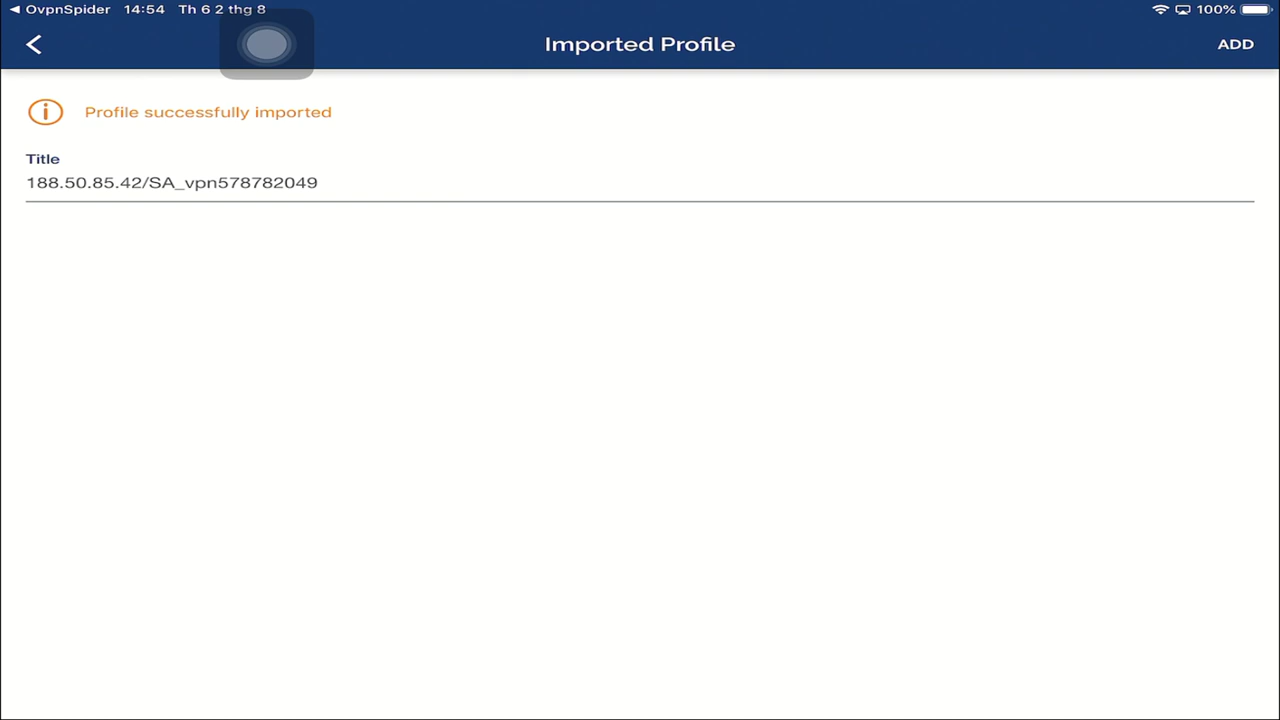 ◀ OvpnSpider 14:54 Th 6 2 thg 8 100%
Imported Profile ADD
Profile successfully imported
Title
188.50.85.42/SA_vpn578782049